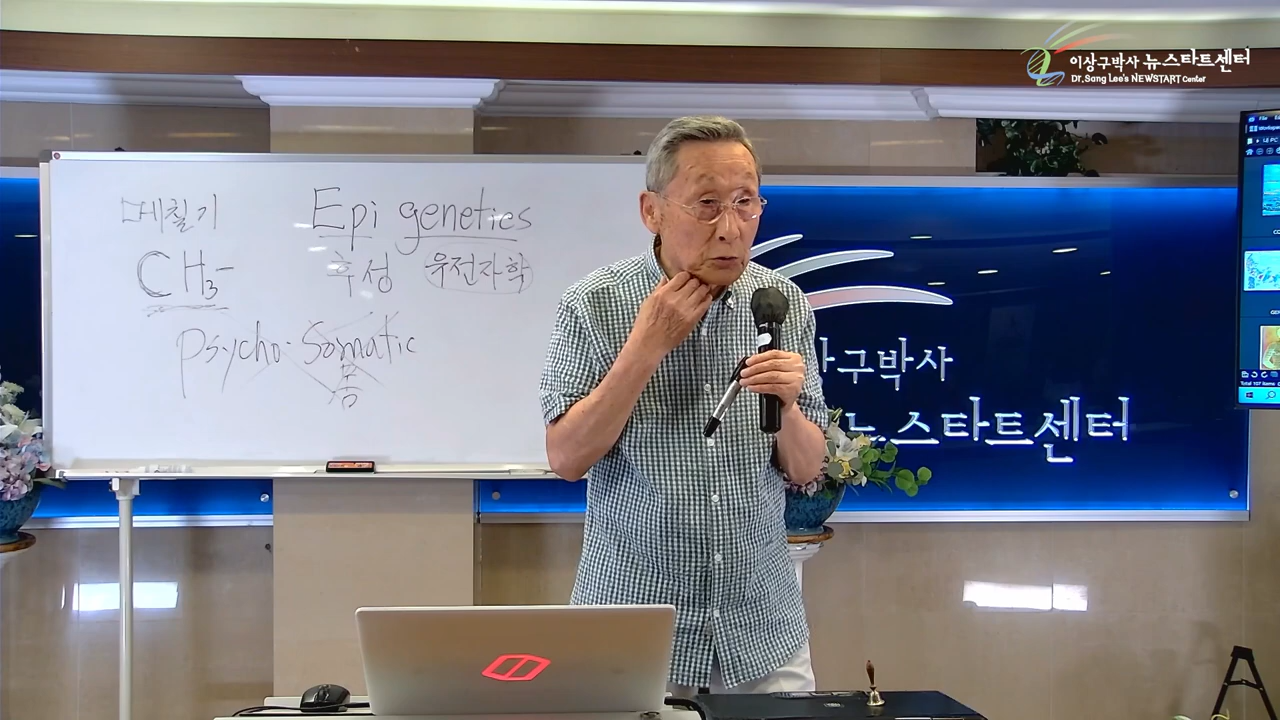 이상구박사 뉴스타트센터
Dr. Sang Lee's NEWSTART Center
메칠기 Epi genetics
CH3- 후성 유전자학
Psycho-Somatic
몸
구박사
뉴스타트센터